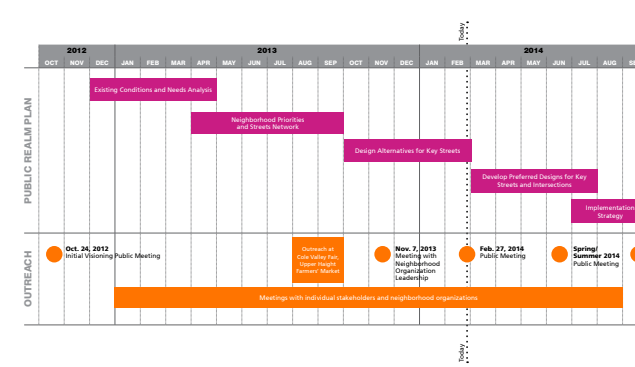 Today
2012
2013
2014
OCT NOV DEC JAN FEB MAR APR MAY JUN JUL AUG SEP OCT NOV DEC JAN FEB MAR APR MAY JUN JUL AUG
PUBLIC REALM PLAN
Existing Conditions and Needs Analysis
Neighborhood Priorities
and Streets Network
Design Alternatives for Key Streets
Develop Preferred Designs for Key
Streets and Intersections
Implementation
Strategy
OUTREACH
Oct. 24, 2012
Initial Visioning Public Meeting
Outreach at
Cole Valley Fair,
Upper Haight
Farmers' Market
Nov. 7, 2013
Meeting with
Neighborhood
Organization
Leadership
Feb. 27, 2014
Public Meeting
Spring/
Summer 2014
Public Meeting
Meetings with individual stakeholders and neighborhood organizations
Today